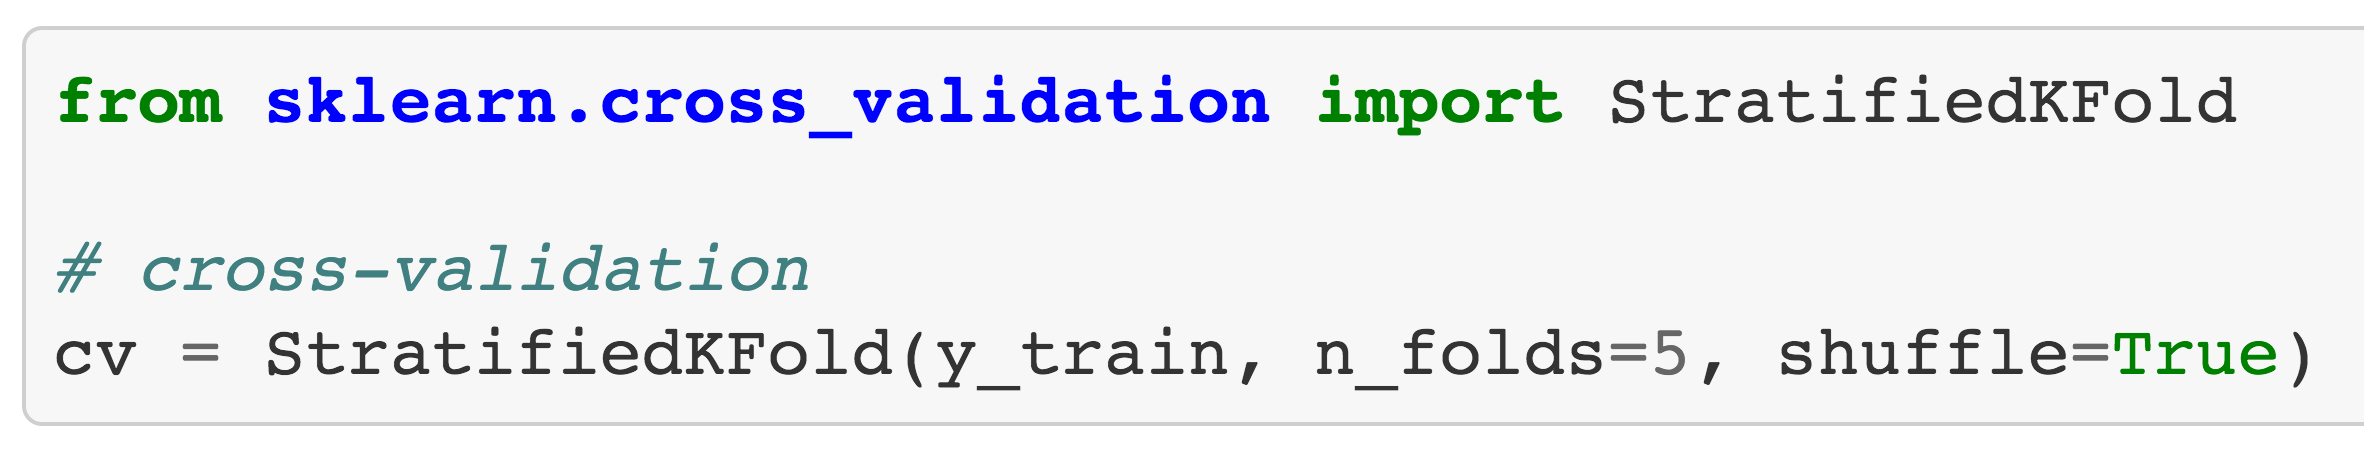 from sklearn.cross_validation import StratifiedKFold
# cross-validation
cv = StratifiedKFold(y_train, n_folds=5, shuffle=True)